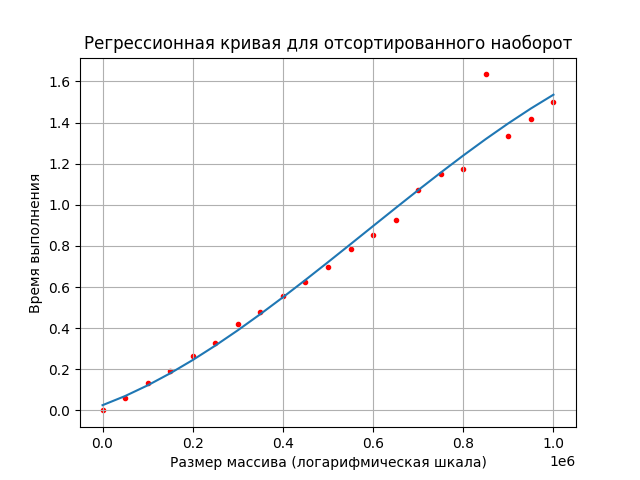 Регрессионная кривая для отсортированного наоборот
1.6
1.4
1.2
1.0
0.8
0.6
0.4
0.2
0.0
Время выполнения
0.0 0.2 0.4 0.6 0.8 1.0
1e6
Размер массива (логарифмическая шкала)